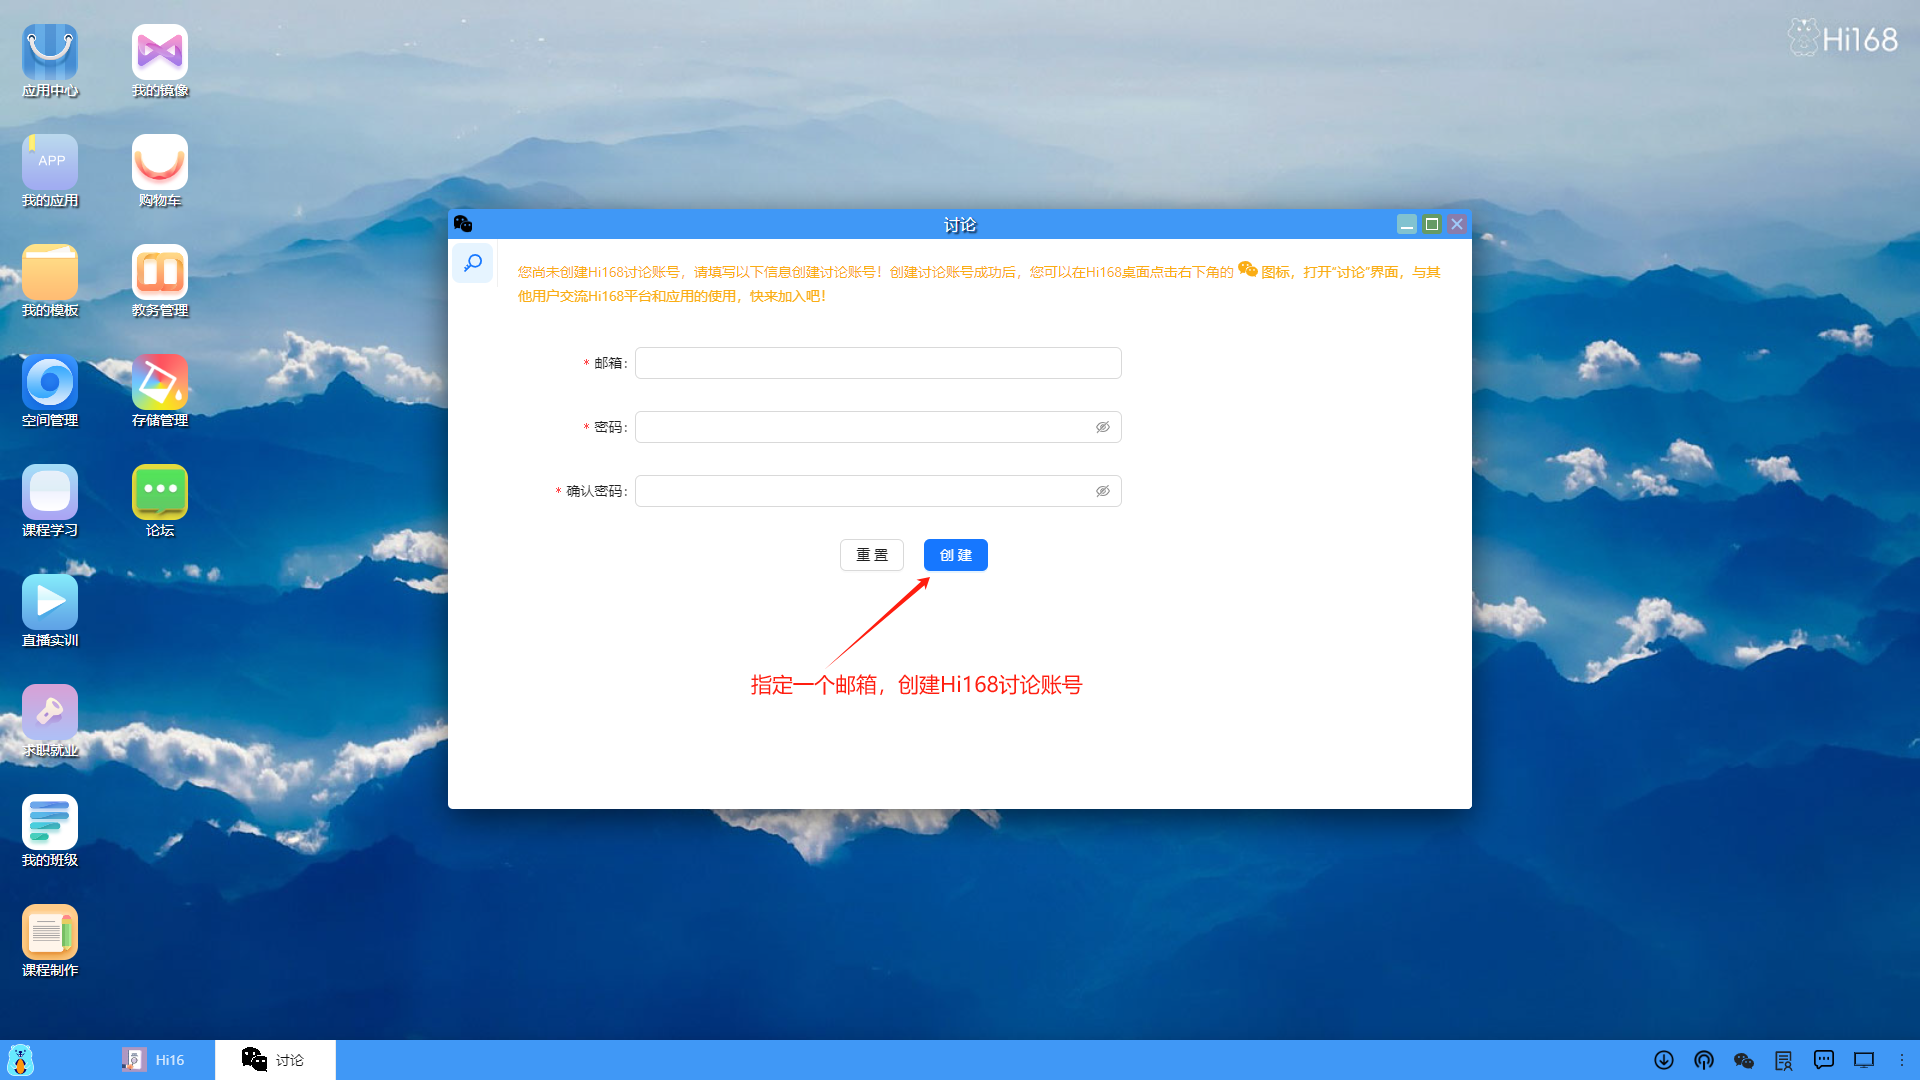 Hi168
应用中心
我的镜像
APP
我的应用
购物车
我的模板
教务管理
空间管理
存储管理
课程学习
论坛
直播实训
求职就业
我的班级
课程制作
讨论
您尚未创建Hi168讨论账号，请填写以下信息创建讨论账号！创建讨论账号成功后，您可以在Hi168桌面点击右下角的 图标，打开“讨论”界面，与其
他用户交流Hi168平台和应用的使用，快来加入吧！
* 邮箱：
* 密码：
* 确认密码：
重 置
创 建
指定一个邮箱，创建Hi168讨论账号
Hi16
讨论